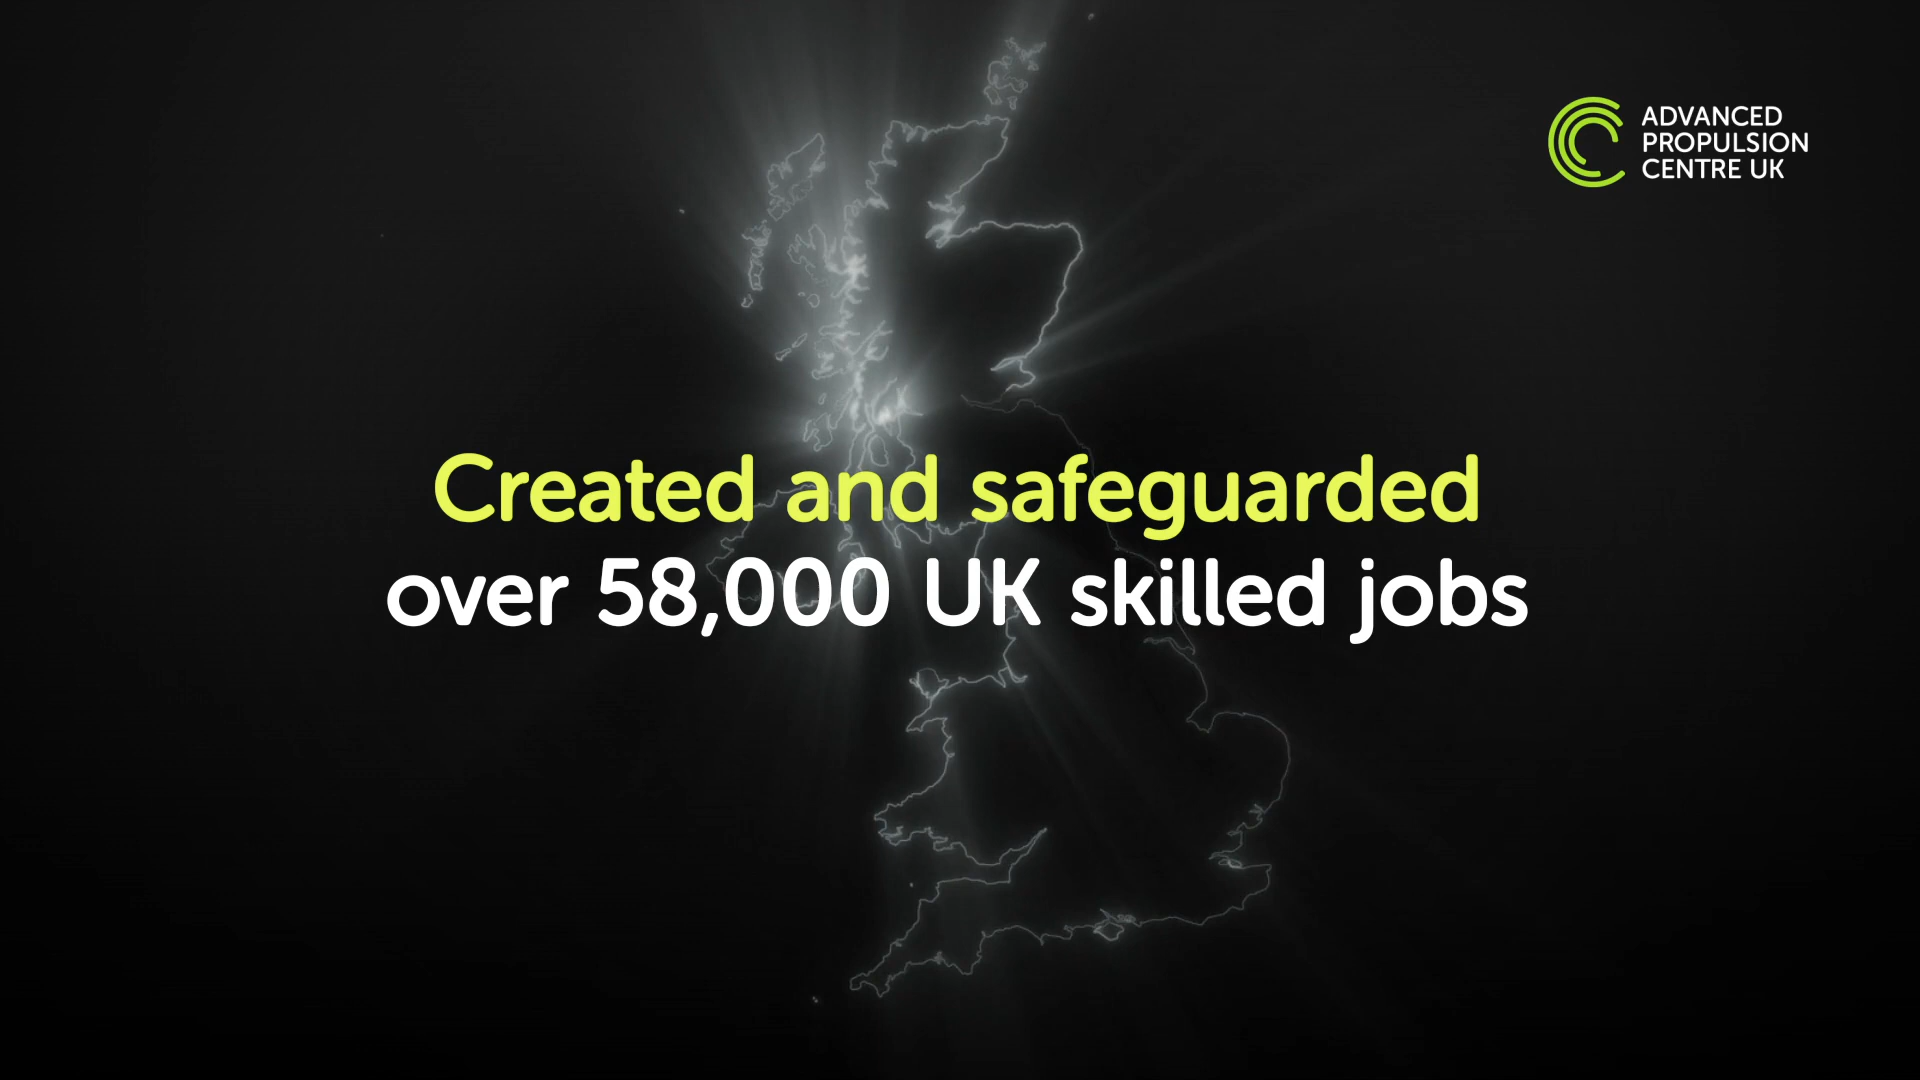 ADVANCED
PROPULSION
CENTRE UK
Created and safeguarded
over 58,000 UK skilled jobs